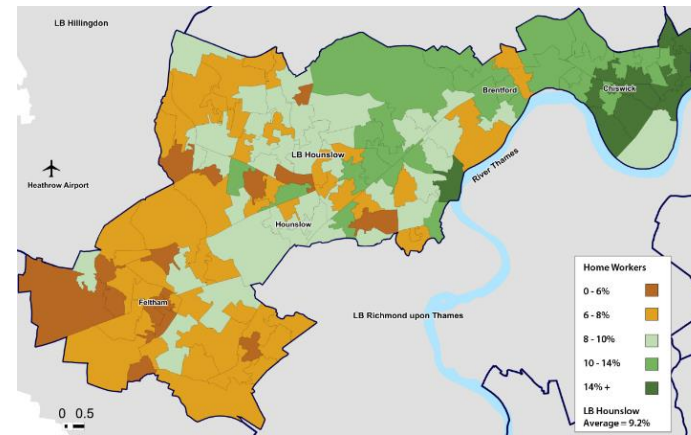 LB Hillingdon
Brentford
Chiswick
LB Hounslow
Heathrow Airport
River Thames
Hounslow
Feltham
LB Richmond upon Thames
Home Workers
0 - 6%
6 - 8%
8 - 10%
10 - 14%
14% +
LB Hounslow
Average = 9.2%
0 0.5